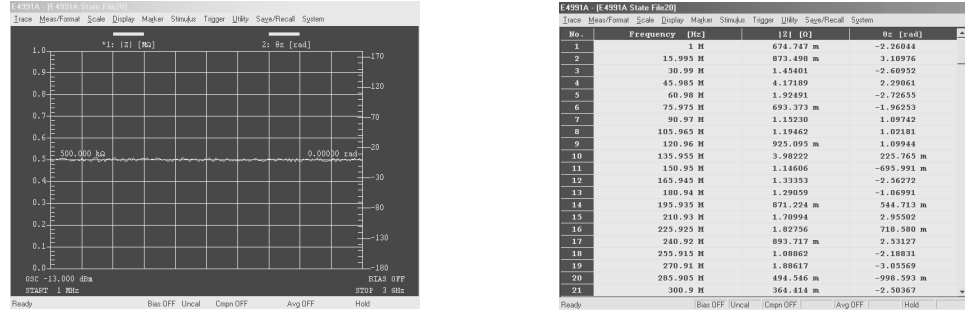 E4991A - [E4991A State File20]
Trace Meas/Format Scale Display Marker Stimulus Trigger Utility Save/Recall System
*1: |Z| [MΩ] 2: θz [rad]
1.0
0.9
0.8
0.7
0.6
0.5
0.4
0.3
0.2
0.1
0.0
500.000 kΩ 0.00000 rad
170
120
70
20
-30
-80
-130
-180
OSC -13.000 dBm BIAS OFF
START 1 MHz STOP 3 GHz
Ready Bias OFF Uncal Cmpn OFF Avg OFF Hold
E4991A - [E4991A State File20]
Trace Meas/Format Scale Display Marker Stimulus Trigger Utility Save/Recall System
No. Frequency [Hz] |Z| [Ω] θz [rad]
1 1 M 674.747 m -2.26044
2 15.995 M 873.498 m 3.10976
3 30.99 M 1.45401 -2.60952
4 45.985 M 4.17189 2.29061
5 60.98 M 1.92491 -2.72655
6 75.975 M 693.373 m -1.96253
7 90.97 M 1.15230 1.09742
8 105.965 M 1.19462 1.02181
9 120.96 M 925.095 m 1.09944
10 135.955 M 3.98222 225.765 m
11 150.95 M 1.14606 -695.991 m
12 165.945 M 1.33353 -2.56272
13 180.94 M 1.29059 -1.06991
14 195.935 M 871.224 m 544.713 m
15 210.93 M 1.70994 2.95502
16 225.925 M 1.82756 718.580 m
17 240.92 M 893.717 m 2.53127
18 255.915 M 1.08862 -2.18831
19 270.91 M 1.88617 -3.05569
20 285.905 M 494.546 m -998.593 m
21 300.9 M 364.414 m -2.50367
Ready Bias OFF Uncal Cmpn OFF Avg OFF Hold